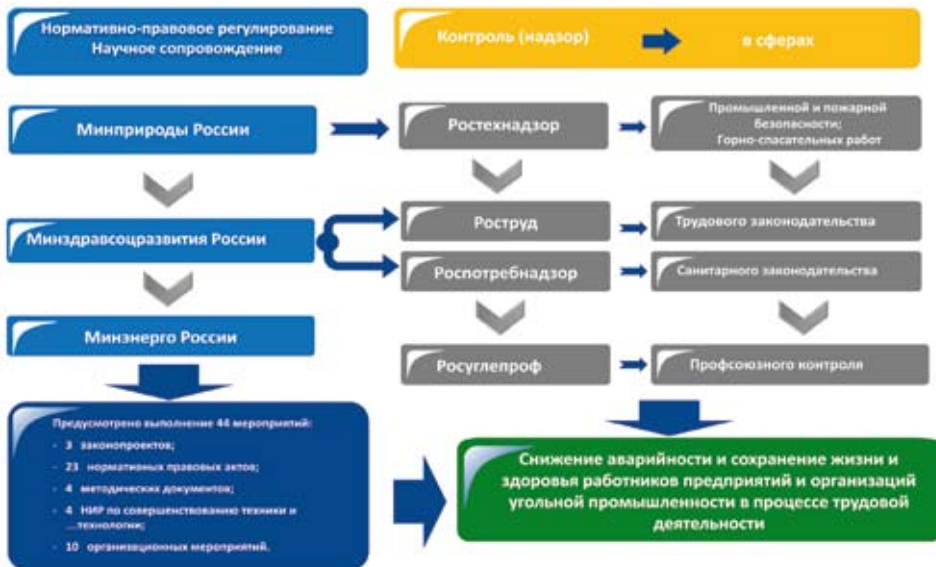 Нормативно-правовое регулирование
Научное сопровождение
Контроль (надзор)
в сферах
Минприроды России
Ростехнадзор
Промышленной и пожарной
безопасности;
Горно-спасательных работ
Минздравсоцразвития России
Роструд
Трудового законодательства
Роспотребнадзор
Санитарного законодательства
Минэнерго России
Росуглепроф
Профсоюзного контроля
Предусмотрено выполнение 44 мероприятий:
- 3 законопроектов;
- 23 нормативных правовых актов;
- 4 методических документов;
- 4 НИР по совершенствованию техники и
...технологии;
- 10 организационных мероприятий.
Снижение аварийности и сохранение жизни и
здоровья работников предприятий и организаций
угольной промышленности в процессе трудовой
деятельности